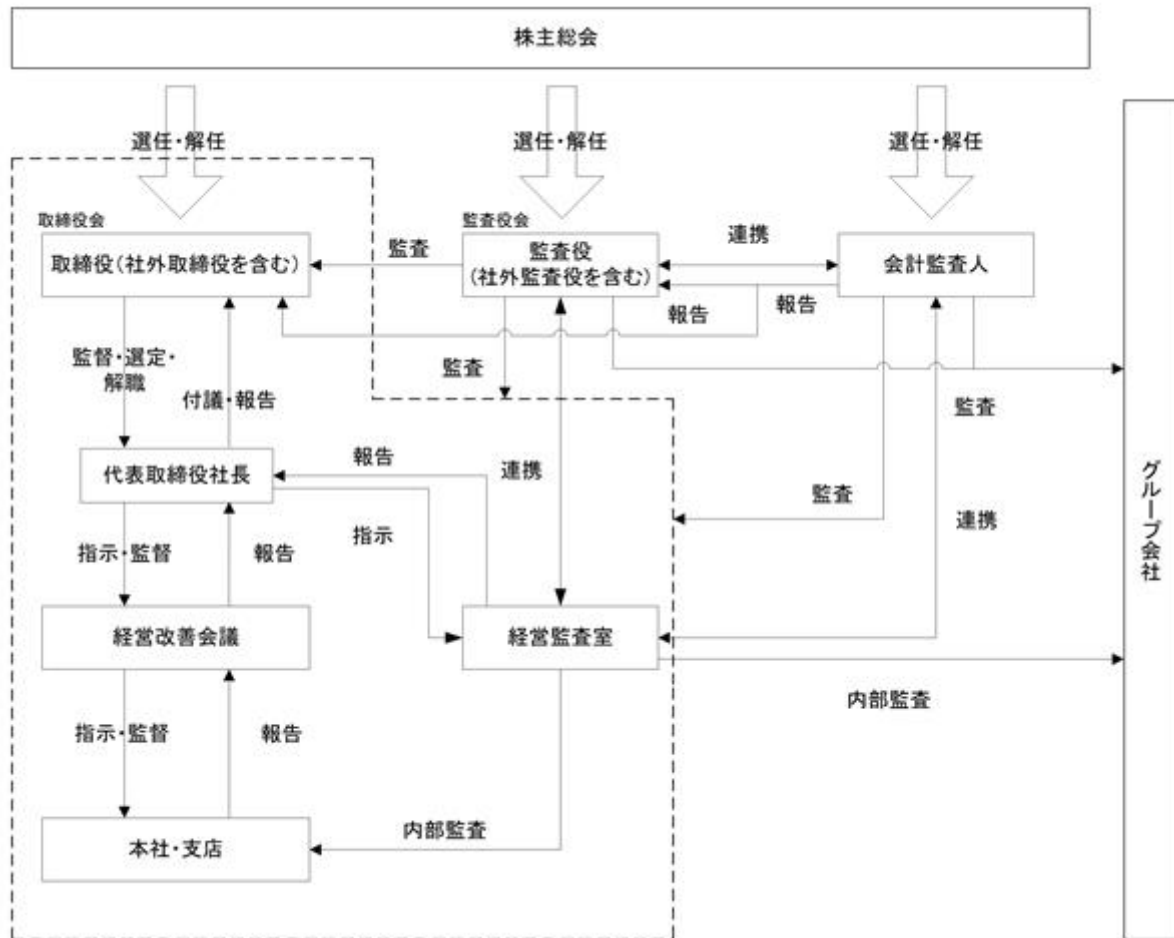 株主総会
選任・解任
選任・解任
選任・解任
取締役会
取締役(社外取締役を含む)
監査
監査役会
監査役
(社外監査役を含む)
連携
会計監査人
報告
報告
監督・選定・
解職
付議・報告
監査
監査
代表取締役社長
報告
連携
監査
指示
連携
グループ会社
指示・監督
報告
経営改善会議
経営監査室
内部監査
指示・監督
報告
内部監査
本社・支店